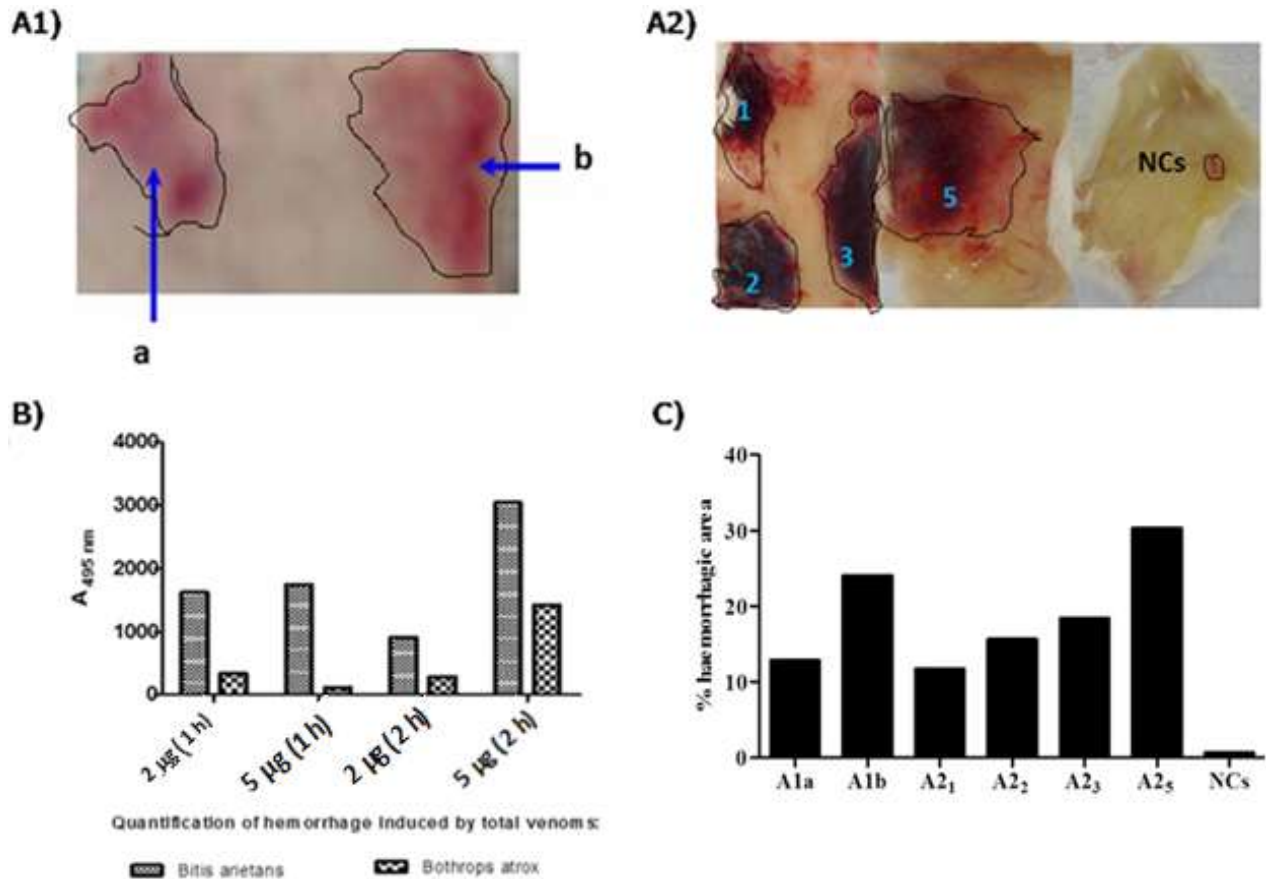 A1)
a
b
A2)
1
2
3
5
NCs
B)
4000
3000
2000
1000
0
A 495 nm
2 µg (1 h)
5 µg (1 h)
2 µg (2 h)
5 µg (2 h)
Quantification of hemorrhage induced by total venoms:
Bitis arietans
Bothrops atrox
C)
40
30
20
10
0
% haemorrhagic area
A1a
A1b
A2₁
A2₂
A2₃
A2₅
NCs